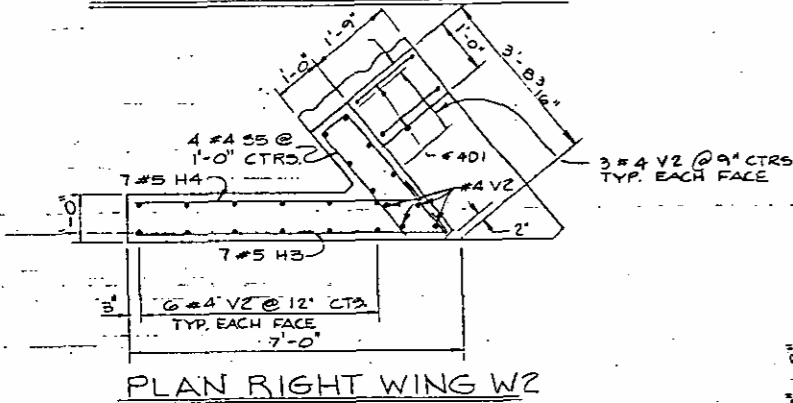 1'-9"
1'-0"
1'-0"
3'-8 3/16"
4 #4 S5 @
1'-0" CTRS.
#4D1
3 #4 V2 @ 9" CTRS
TYP. EACH FACE
7 #5 H4
#4 V2
1'-0"
2"
7 #5 H3
3"
6 #4 V2 @ 12" CTS.
TYP. EACH FACE
7'-0"
PLAN RIGHT WING W2